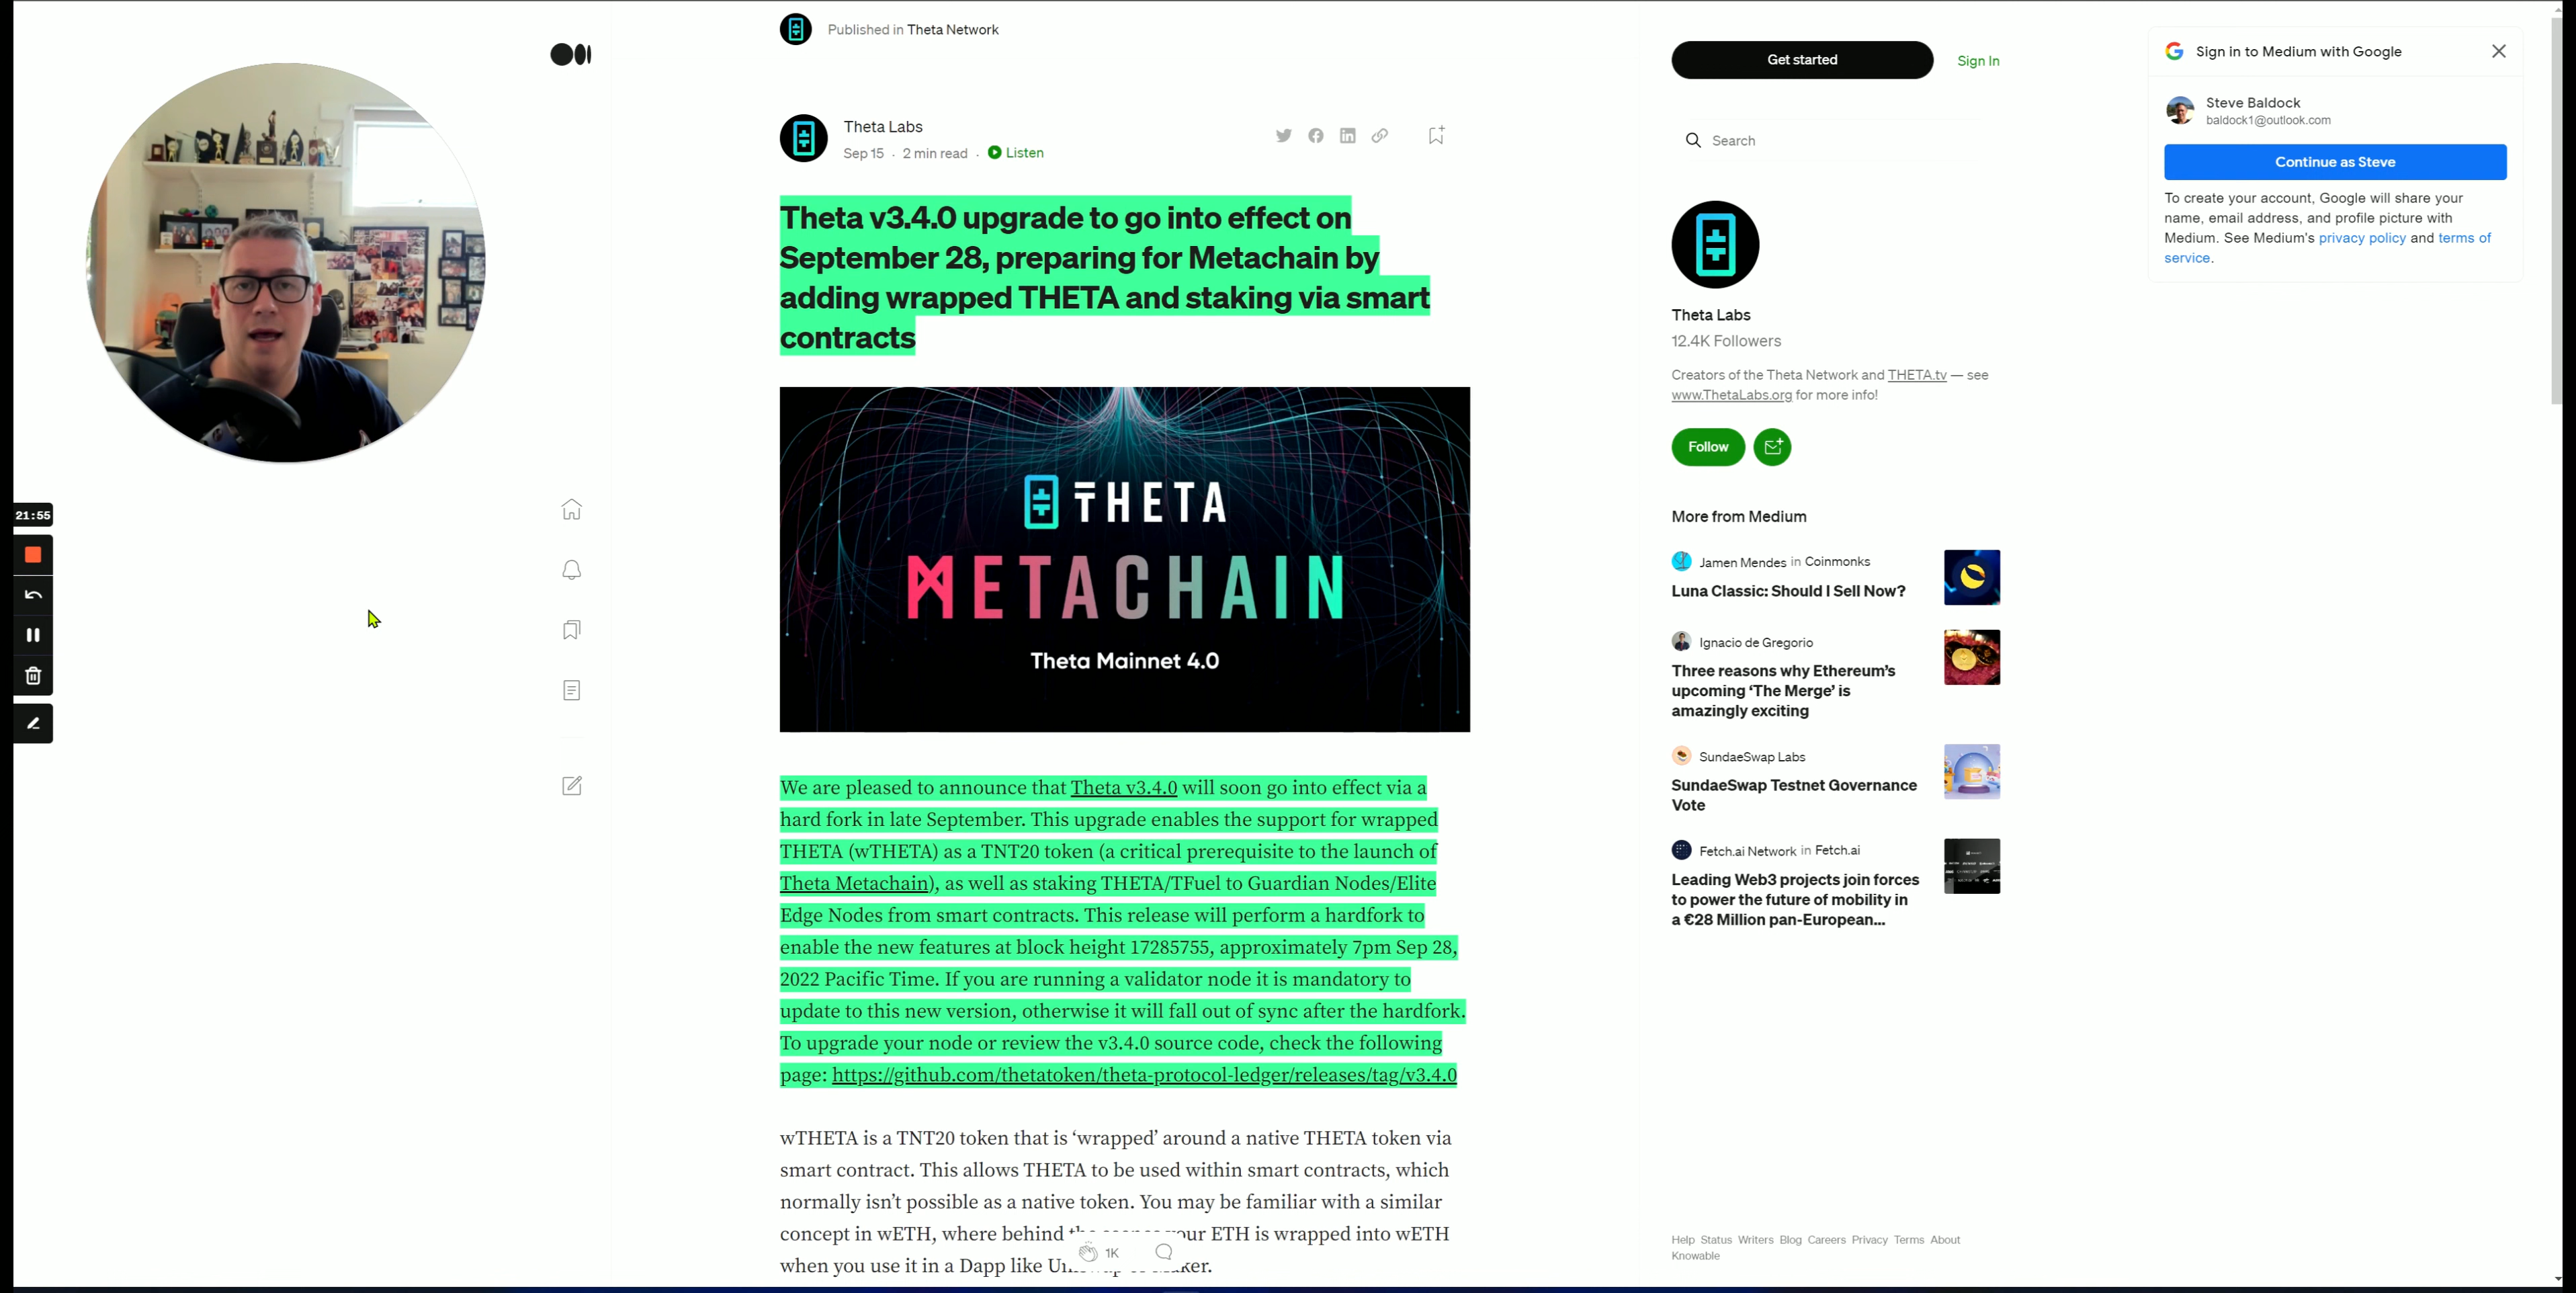 Published in Theta Network
Theta Labs
Sep 15 · 2 min read · Listen
Theta v3.4.0 upgrade to go into effect on
September 28, preparing for Metachain by
adding wrapped THETA and staking via smart
contracts
THETA
METACHAIN
Theta Mainnet 4.0
We are pleased to announce that Theta v3.4.0 will soon go into effect via a
hard fork in late September. This upgrade enables the support for wrapped
THETA (wTHETA) as a TNT20 token (a critical prerequisite to the launch of
Theta Metachain), as well as staking THETA/TFuel to Guardian Nodes/Elite
Edge Nodes from smart contracts. This release will perform a hardfork to
enable the new features at block height 17285755, approximately 7pm Sep 28,
2022 Pacific Time. If you are running a validator node it is mandatory to
update to this new version, otherwise it will fall out of sync after the hardfork.
To upgrade your node or review the v3.4.0 source code, check the following
page: https://github.com/thetatoken/theta-protocol-ledger/releases/tag/v3.4.0
wTHETA is a TNT20 token that is ‘wrapped’ around a native THETA token via
smart contract. This allows THETA to be used within smart contracts, which
normally isn’t possible as a native token. You may be familiar with a similar
concept in wETH, where behind your ETH is wrapped into wETH
when you use it in a Dapp like
1K
21:55
Get started
Sign In
Search
Theta Labs
12.4K Followers
Creators of the Theta Network and THETA.tv — see
www.ThetaLabs.org for more info!
Follow
More from Medium
Jamen Mendes in Coinmonks
Luna Classic: Should I Sell Now?
Ignacio de Gregorio
Three reasons why Ethereum’s
upcoming ‘The Merge’ is
amazingly exciting
SundaeSwap Labs
SundaeSwap Testnet Governance
Vote
Fetch.ai Network in Fetch.ai
Leading Web3 projects join forces
to power the future of mobility in
a €28 Million pan-European...
Help Status Writers Blog Careers Privacy Terms About
Knowable
Sign in to Medium with Google
Steve Baldock
baldock1@outlook.com
Continue as Steve
To create your account, Google will share your
name, email address, and profile picture with
Medium. See Medium's privacy policy and terms of
service.